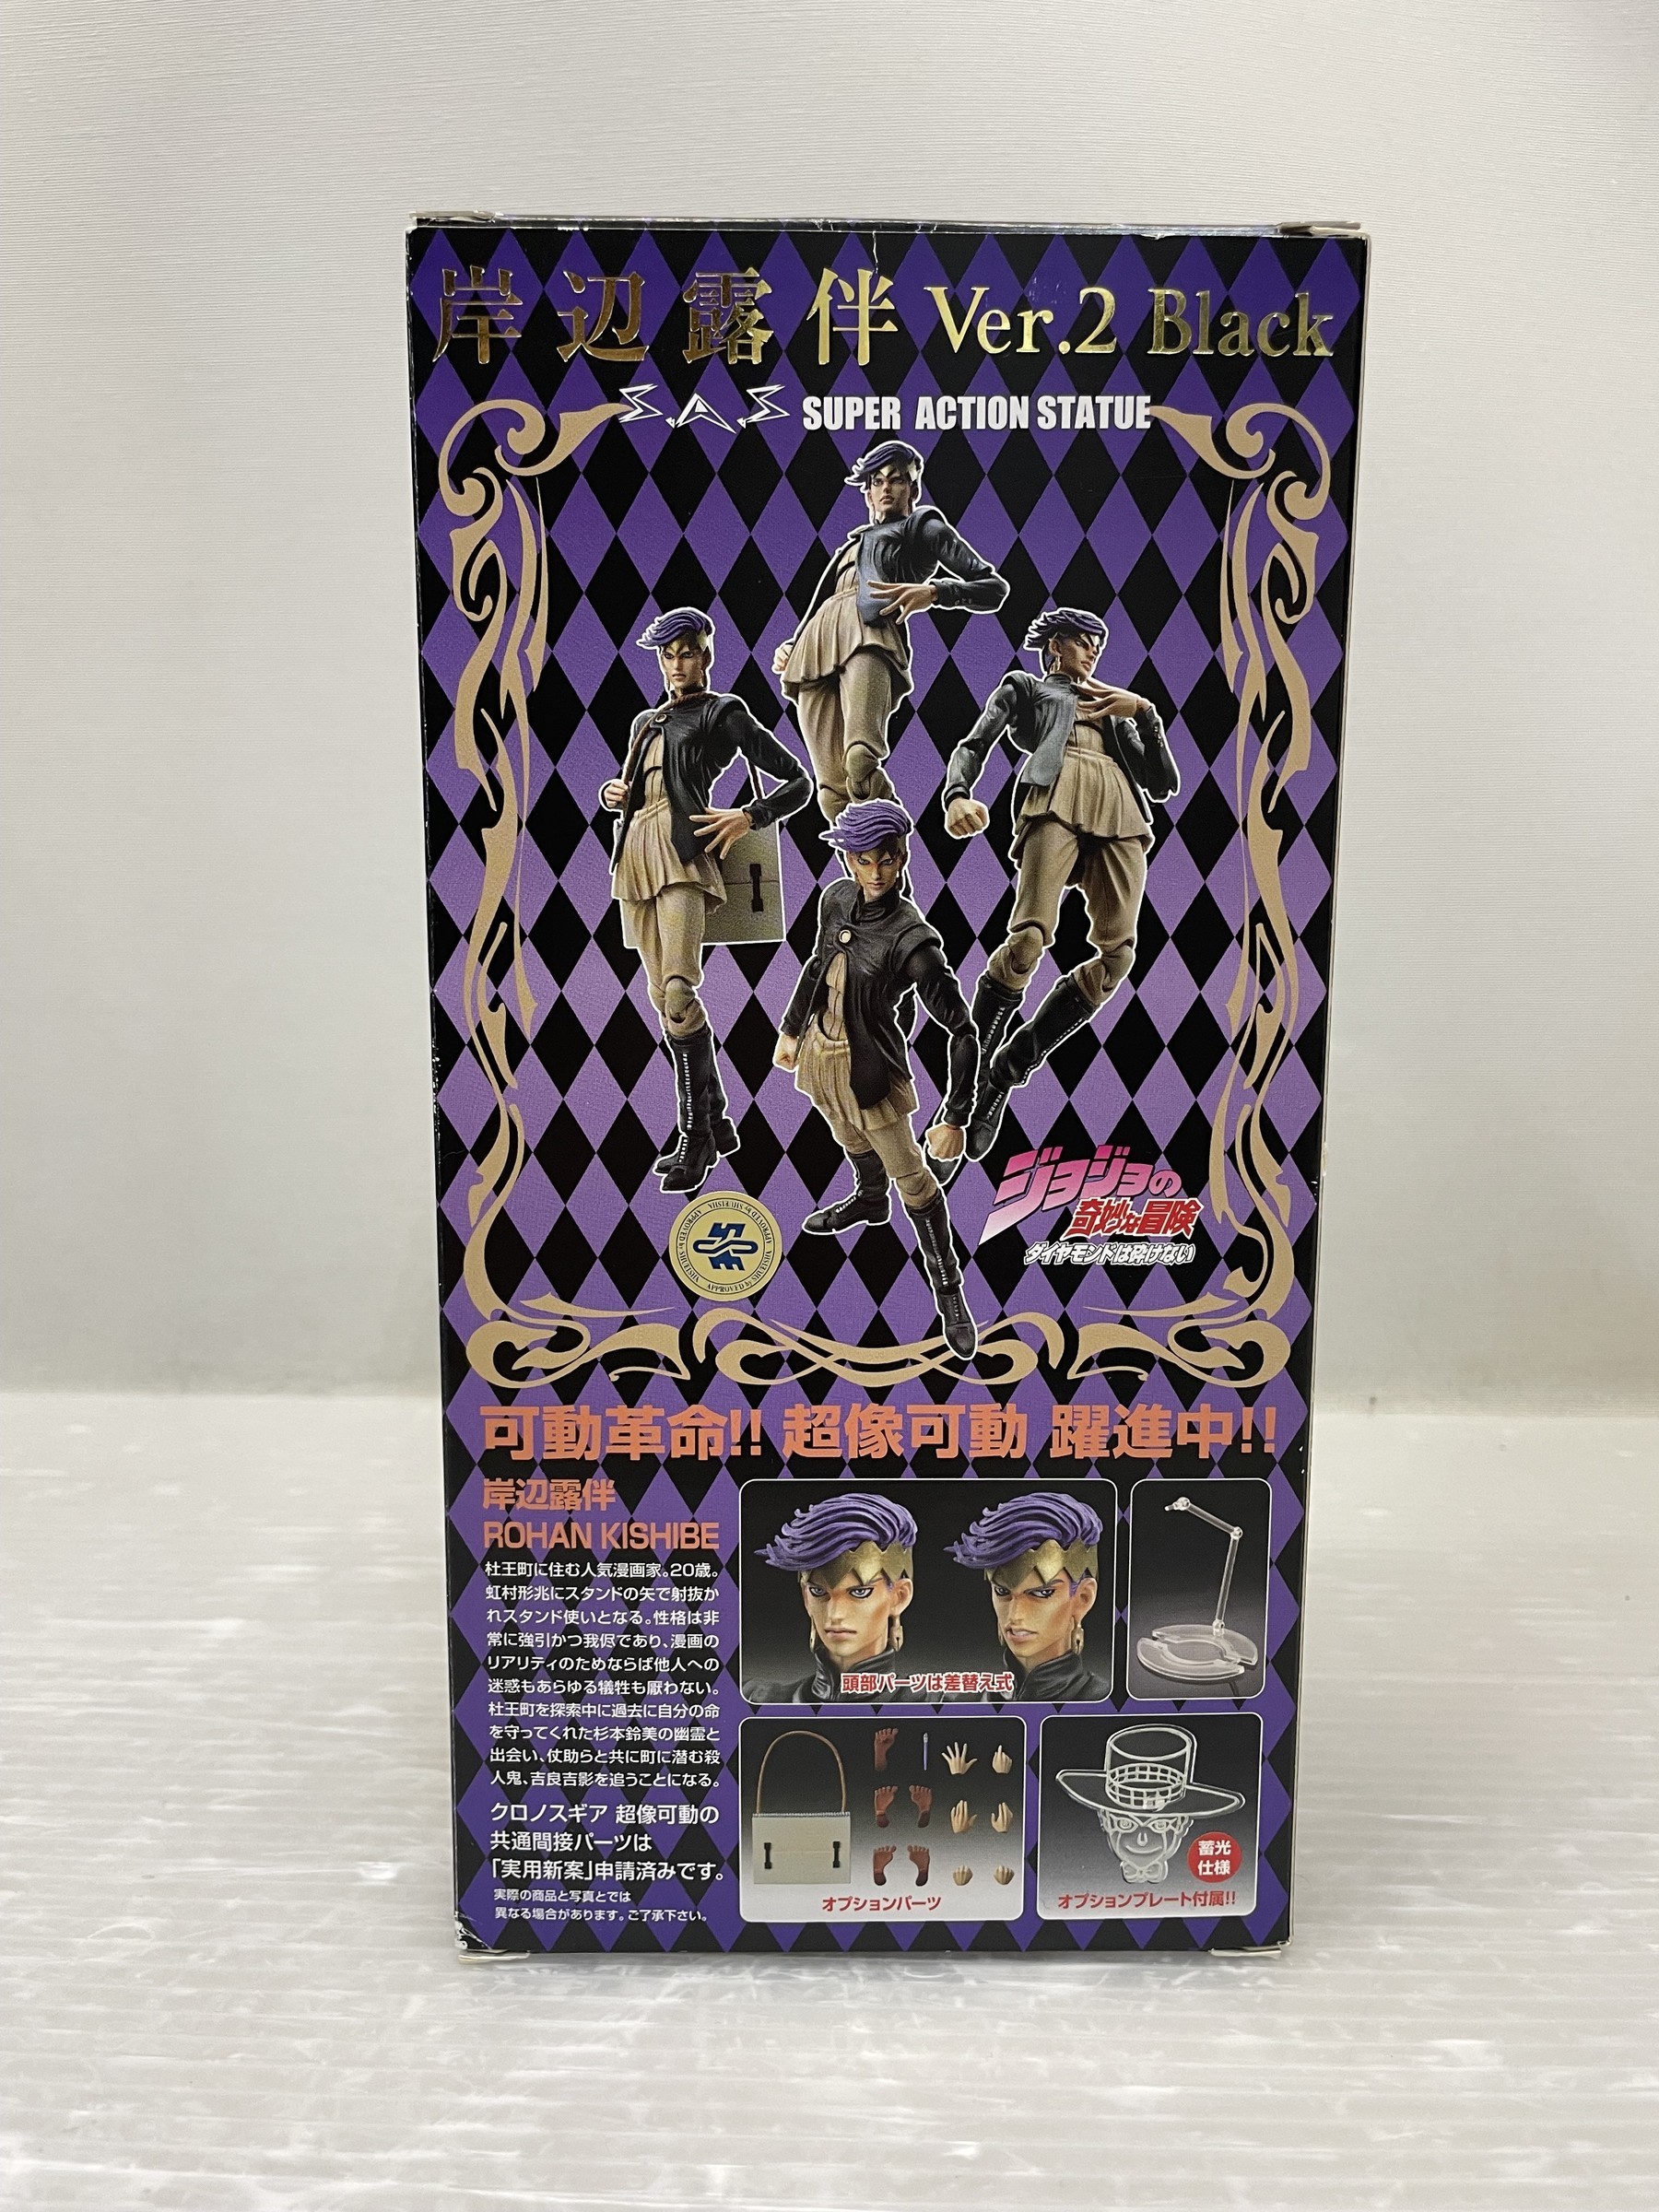 岸辺露伴 Ver.2 Black
S.A.S SUPER ACTION STATUE
ジョジョの
奇妙な冒険
ダイヤモンドは砕けない
APPROVED by SHUEISHA APPROVED by SHUEISHA APPROVED by SHUEISHA
可動革命!! 超像可動 躍進中!!
岸辺露伴
ROHAN KISHIBE
杜王町に住む人気漫画家。20歳。
虹村形兆にスタンドの矢で射抜か
れスタンド使いとなる。性格は非
常に強引かつ我侭であり、漫画の
リアリティのためならば他人への
迷惑もあらゆる犠牲も厭わない。
杜王町を探索中に過去に自分の命
を守ってくれた杉本鈴美の幽霊と
出会い、仗助らと共に町に潜む殺
人鬼、吉良吉影を追うことになる。
クロノスギア 超像可動の
共通間接パーツは
「実用新案」申請済みです。
実際の商品と写真とでは
異なる場合があります。ご了承下さい。
頭部パーツは差替え式
オプションパーツ
蓄光
仕様
オプションプレート付属!!